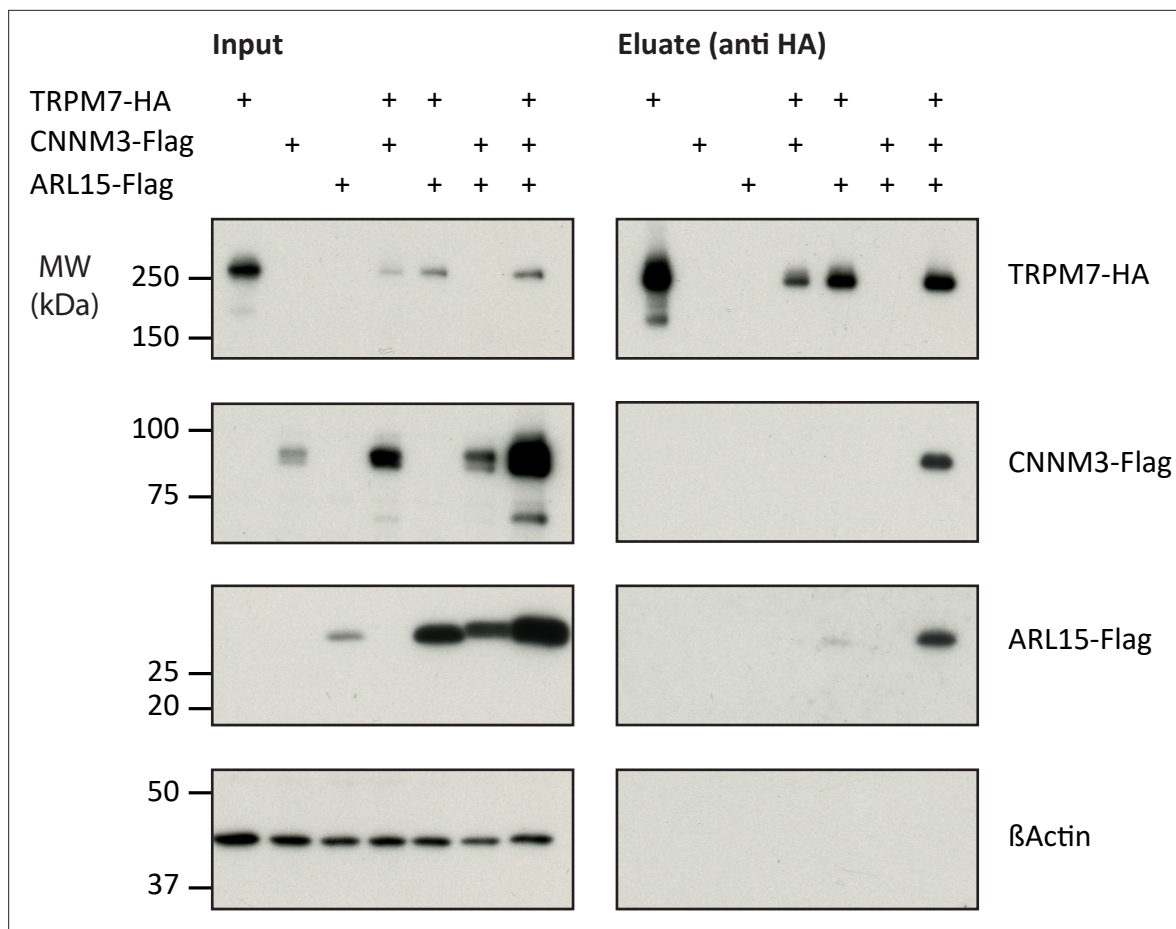 Input Eluate (anti HA)
TRPM7-HA + + + + + + + +
CNNM3-Flag + + + + + + + +
ARL15-Flag + + + + + + + +
MW
(kDa)
250
150
TRPM7-HA
100
75
CNNM3-Flag
25
20
ARL15-Flag
50
37
ßActin